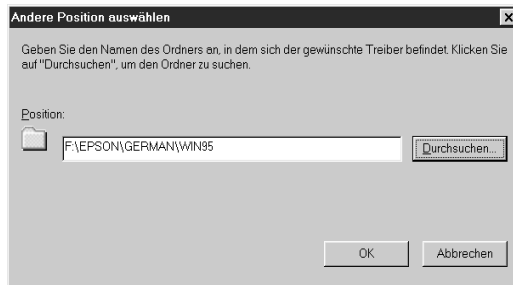 Andere Position auswählen
Geben Sie den Namen des Ordners an, in dem sich der gewünschte Treiber befindet. Klicken Sie
auf "Durchsuchen", um den Ordner zu suchen.
Position:
F:\EPSON\GERMAN\WIN95
Durchsuchen...
OK
Abbrechen